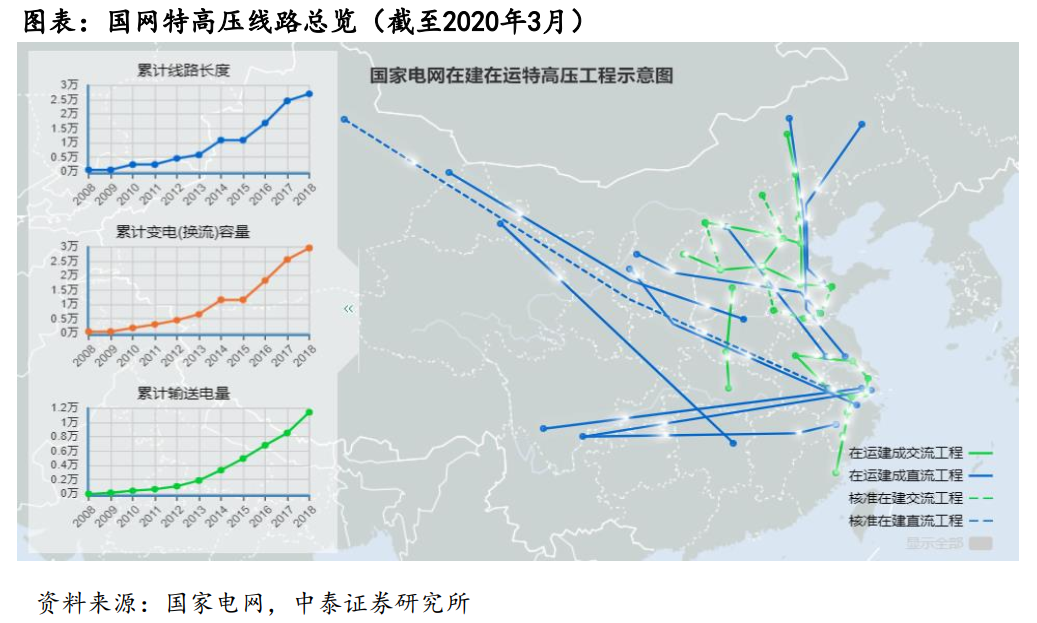 图表：国网特高压线路总览（截至2020年3月）
国家电网在建在运特高压工程示意图
累计线路长度
3万
2.5万
2万
1.5万
1万
0.5万
0万
2008 2009 2010 2011 2012 2013 2014 2015 2016 2017 2018
累计变电(换流)容量
3万
2.5万
2万
1.5万
1万
0.5万
0万
2008 2009 2010 2011 2012 2013 2014 2015 2016 2017 2018
累计输送电量
1.2万
1万
0.8万
0.6万
0.4万
0.2万
0万
2008 2009 2010 2011 2012 2013 2014 2015 2016 2017 2018
«
在运建成交流工程
在运建成直流工程
核准在建交流工程
核准在建直流工程
显示全部
资料来源：国家电网，中泰证券研究所